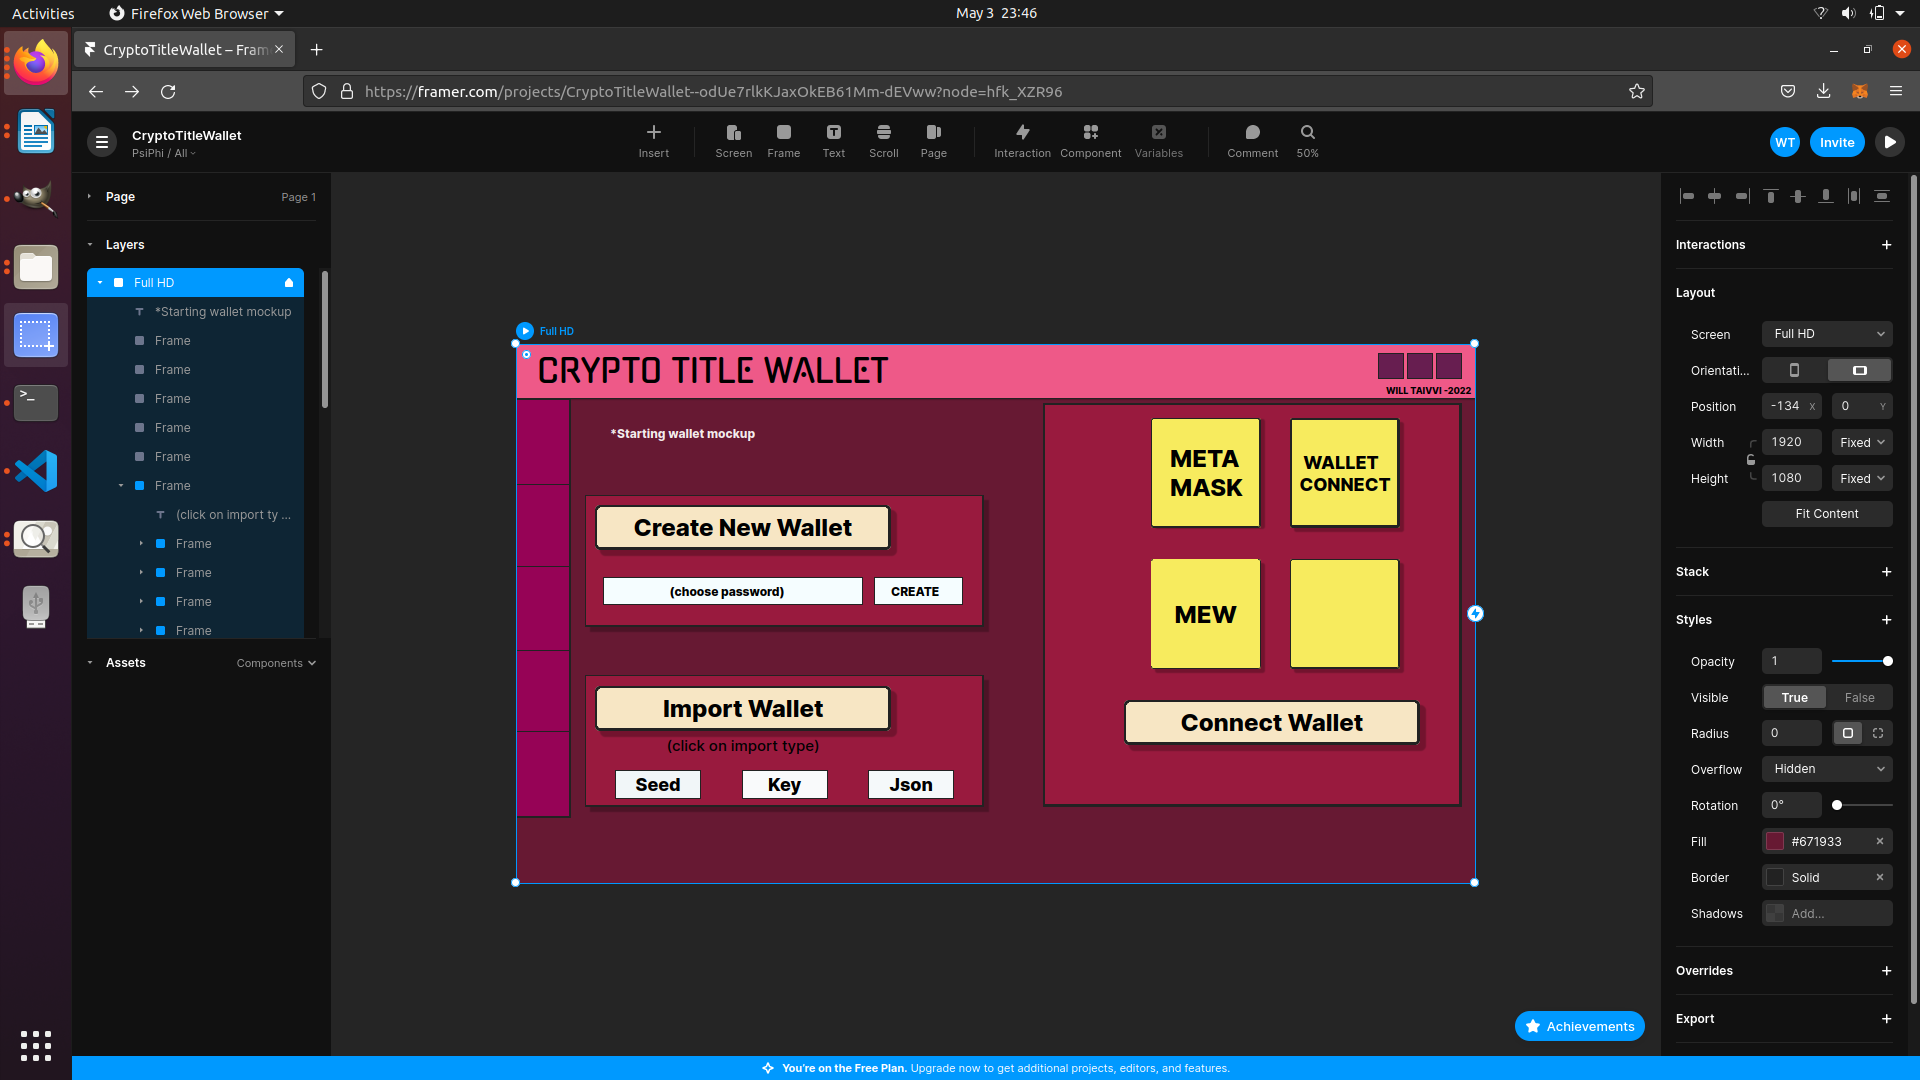 Activities
Firefox Web Browser
May 3 23:46
CryptoTitleWallet – Fram
https://framer.com/projects/CryptoTitleWallet--odUe7rlkKJaxOkEB61Mm-dEVww?node=hfk_XZR96
CryptoTitleWallet
PsiPhi / All
Insert
Screen
Frame
Text
Scroll
Page
Interaction
Component
Variables
Comment
50%
WT
Invite
Page
Page 1
Layers
Full HD
*Starting wallet mockup
Frame
Frame
Frame
Frame
Frame
Frame
(click on import ty ...
Frame
Frame
Frame
Frame
Assets
Components
Full HD
CRYPTO TITLE WALLET
WILL TAIVVI -2022
*Starting wallet mockup
Create New Wallet
(choose password)
CREATE
Import Wallet
(click on import type)
Seed
Key
Json
META
MASK
WALLET
CONNECT
MEW
Connect Wallet
Interactions
Layout
Screen
Full HD
Orientati...
Position
-134 X
0 Y
Width
1920
Fixed
Height
1080
Fixed
Fit Content
Stack
Styles
Opacity
1
Visible
True
False
Radius
0
Overflow
Hidden
Rotation
0°
Fill
#671933
Border
Solid
Shadows
Add...
Overrides
Export
Achievements
You're on the Free Plan. Upgrade now to get additional projects, editors, and features.